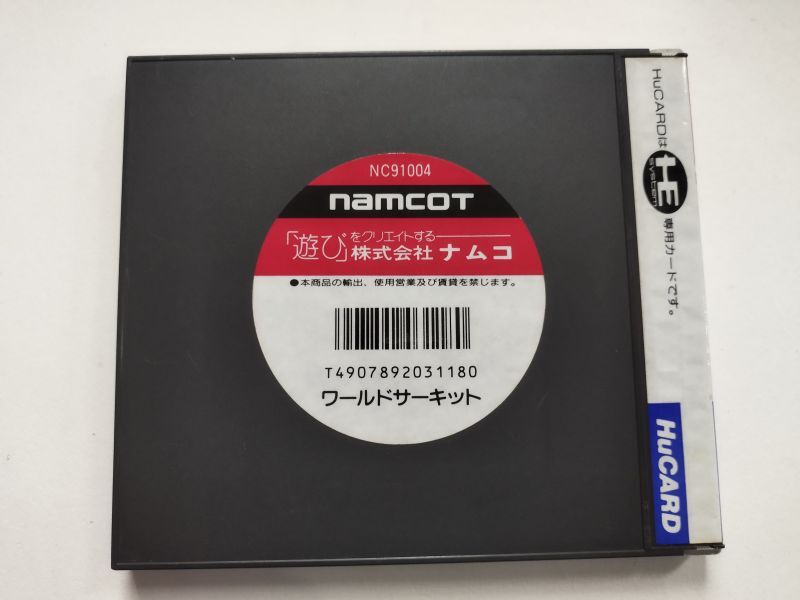 NC91004
namcoT
「遊び」をクリエイトする
株式会社 ナムコ
●本商品の輸出、使用営業及び賃貸を禁じます。
T4907892031180
ワールドサーキット
HuCARDは HE system 専用カードです。
HuCARD